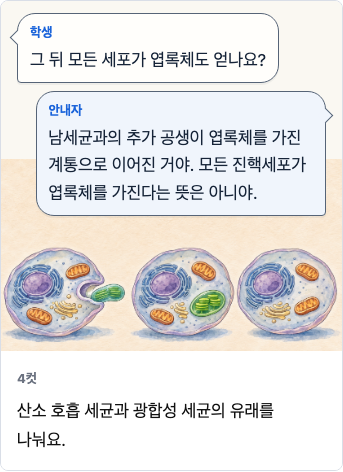 학생
그 뒤 모든 세포가 엽록체도 얻나요?
안내자
남세균과의 추가 공생이 엽록체를 가진
계통으로 이어진 거야. 모든 진핵세포가
엽록체를 가진다는 뜻은 아니야.
4컷
산소 호흡 세균과 광합성 세균의 유래를
나눠요.